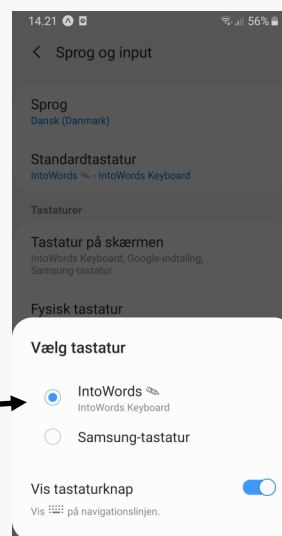 14.21 56%
Sprog og input
Sprog
Dansk (Danmark)
Standardtastatur
IntoWords ✎ - IntoWords Keyboard
Tastaturer
Tastatur på skærmen
IntoWords Keyboard, Google-indtaling,
Samsung-tastatur
Fysisk tastatur
Vælg tastatur
IntoWords ✎
IntoWords Keyboard
Samsung-tastatur
Vis tastaturknap
Vis ⌨ på navigationslinjen.